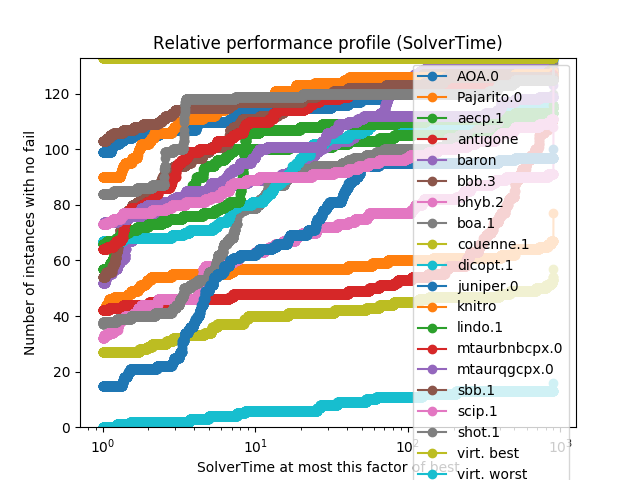 Relative performance profile (SolverTime)
Number of instances with no fail
120
100
80
60
40
20
0
10⁰
10¹
10²
10³
SolverTime at most this factor of best
AOA.0
Pajarito.0
aecp.1
antigone
baron
bbb.3
bhyb.2
boa.1
couenne.1
dicopt.1
juniper.0
knitro
lindo.1
mtaurbnbcpx.0
mtaurqgcpx.0
sbb.1
scip.1
shot.1
virt. best
virt. worst